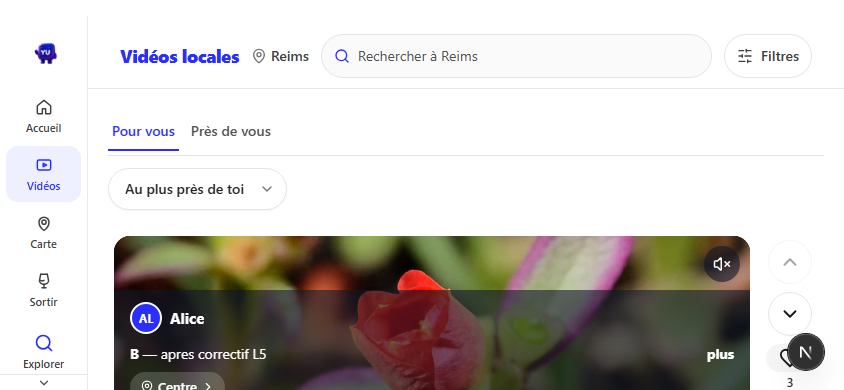 YU
Vidéos locales
Reims
Rechercher à Reims
Filtres
Accueil
Vidéos
Carte
Sortir
Explorer
Pour vous
Près de vous
Au plus près de toi
AL
Alice
B — apres correctif L5
plus
Centre
N
3